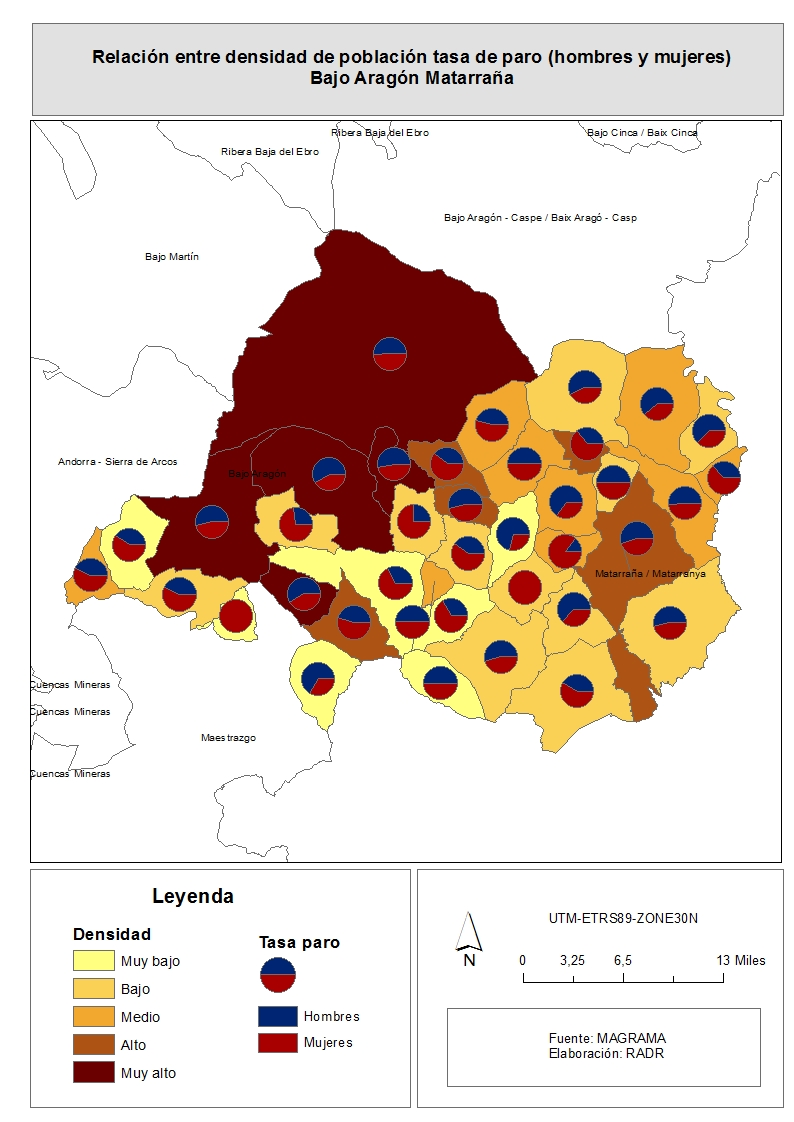 Relación entre densidad de población tasa de paro (hombres y mujeres)
Bajo Aragón Matarraña
Ribera Baja del Ebro
Bajo Cinca / Baix Cinca
Ribera Baja del Ebro
Bajo Aragón - Caspe / Baix Aragó - Casp
Bajo Martín
Andorra - Sierra de Arcos
Bajo Aragón
Matarraña / Matarranya
Cuencas Mineras
Cuencas Mineras
Maestrazgo
Cuencas Mineras
Leyenda
Densidad
Muy bajo
Bajo
Medio
Alto
Muy alto
Tasa paro
Hombres
Mujeres
N
UTM-ETRS89-ZONE30N
0 3,25 6,5 13 Miles
Fuente: MAGRAMA
Elaboración: RADR